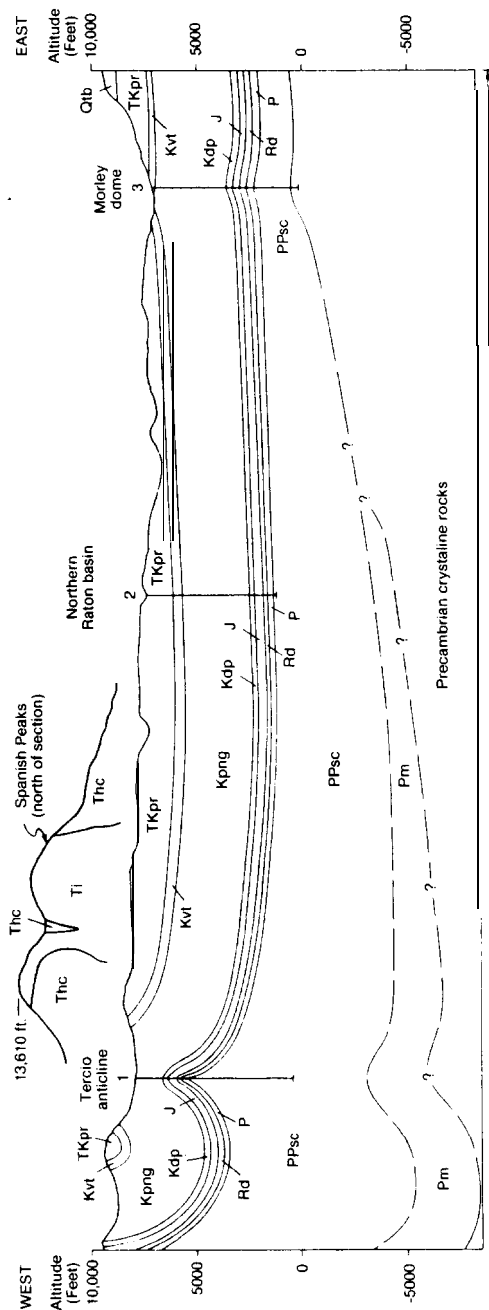 WEST
Altitude
(Feet)
10,000
5000
0
-5000
Kvt
TKpr
Kpng
J
Kdp
P
Rd
PPsc
Pm
Tercio
anticline
1
13,610 ft.
Thc
Thc
Ti
Spanish Peaks
(north of section)
Thc
TKpr
Kvt
Kpng
PPsc
Pm
?
?
?
?
?
?
Northern
Raton basin
2
TKpr
Kdp
J
Rd
P
Precambrian crystaline rocks
Morley
dome
3
PPsc
Qtb
TKpr
Kvt
Kdp
J
Rd
P
EAST
Altitude
(Feet)
10,000
5000
0
-5000